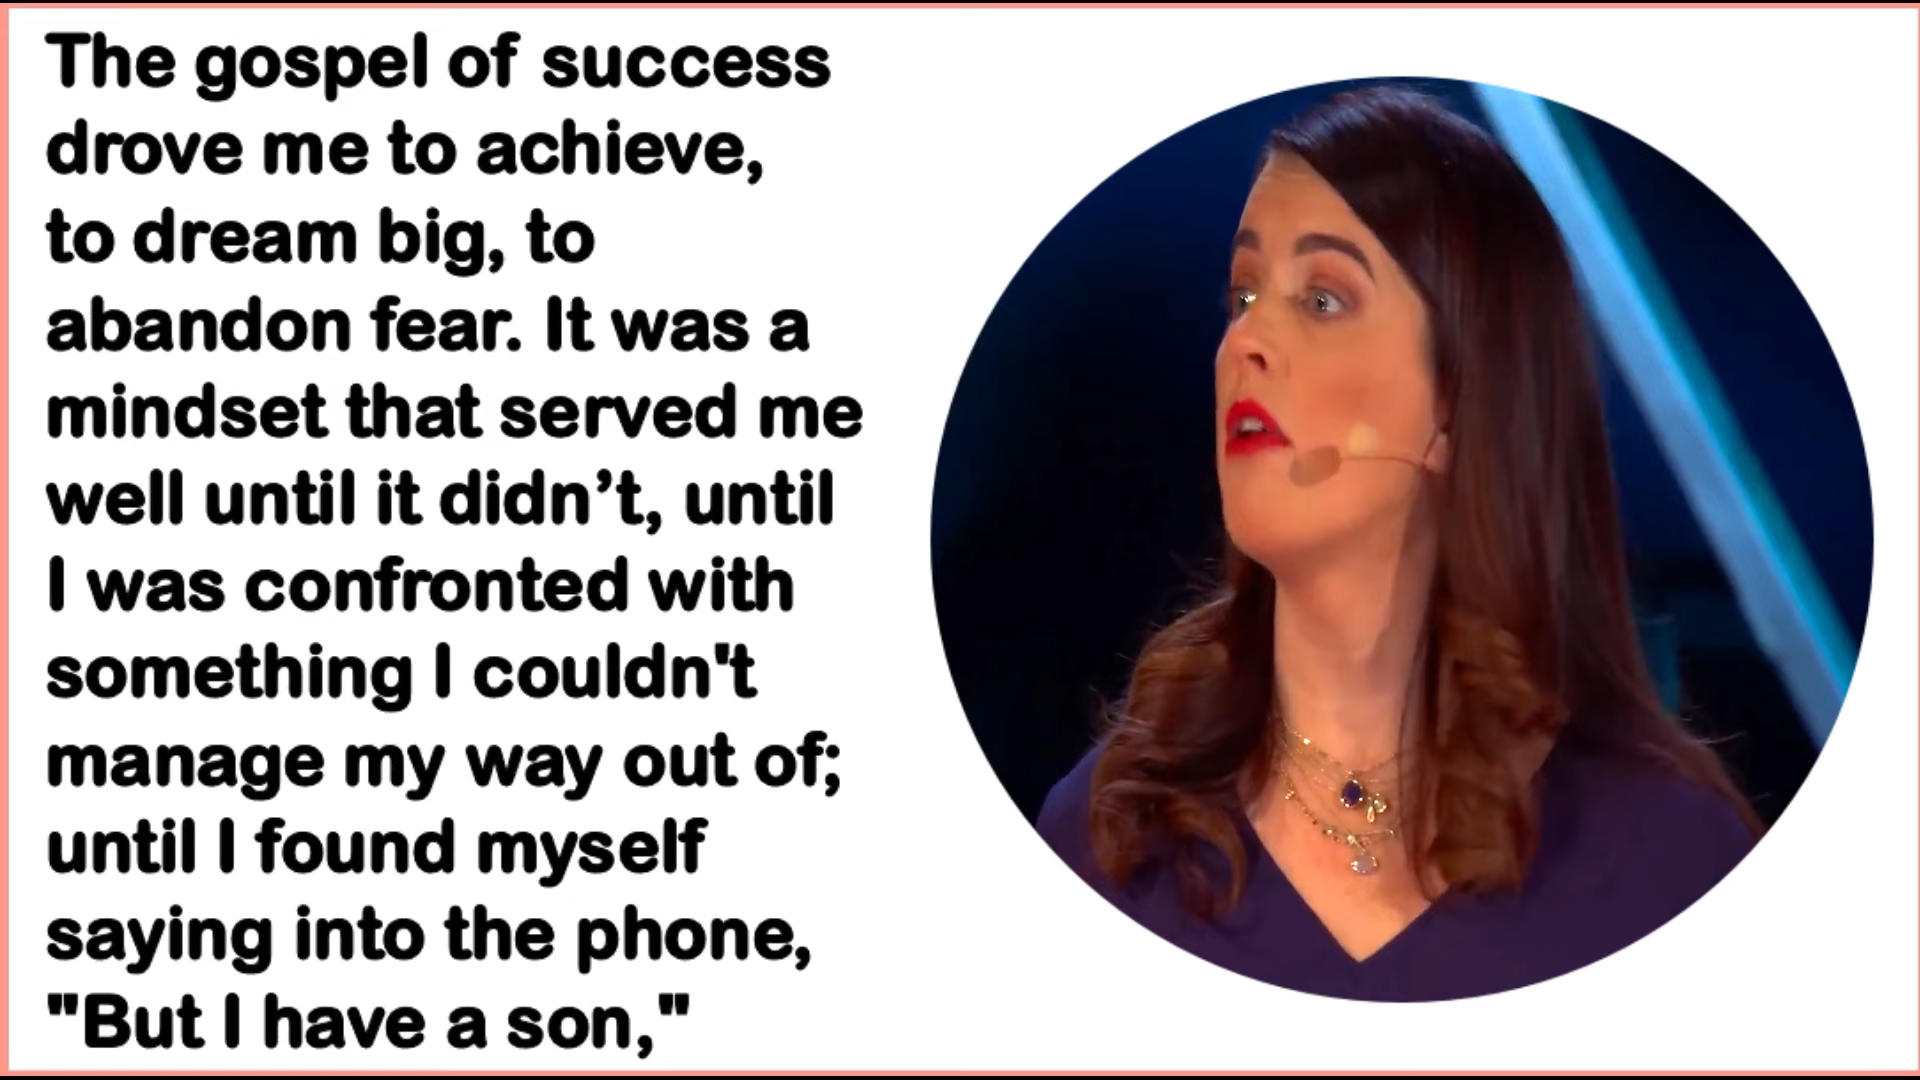 The gospel of success
drove me to achieve,
to dream big, to
abandon fear. It was a
mindset that served me
well until it didn’t, until
I was confronted with
something I couldn't
manage my way out of;
until I found myself
saying into the phone,
"But I have a son,"